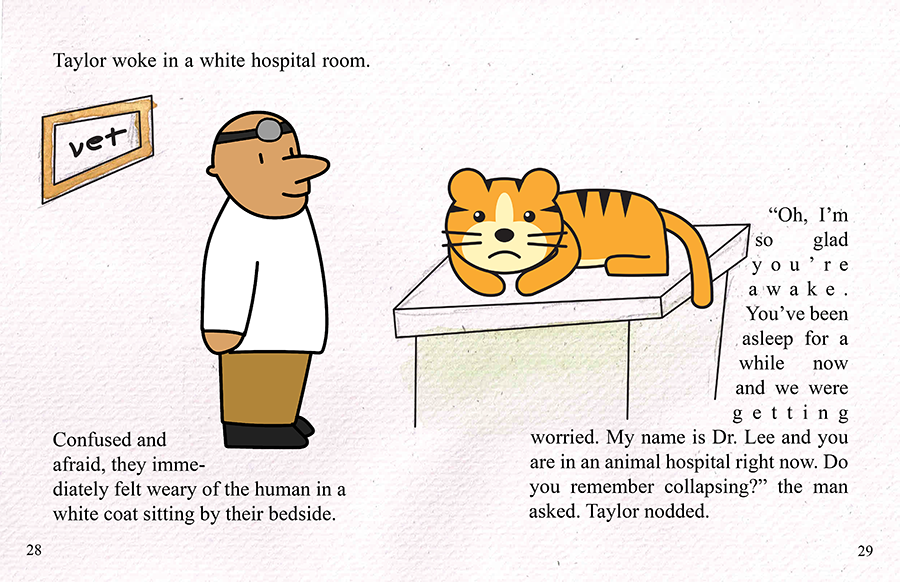 Taylor woke in a white hospital room.
vet
Confused and
afraid, they imme-
diately felt weary of the human in a
white coat sitting by their bedside.
28
“Oh, I’m
so glad
you’re
awake.
You’ve been
asleep for a
while now
and we were
getting
worried. My name is Dr. Lee and you
are in an animal hospital right now. Do
you remember collapsing?” the man
asked. Taylor nodded.
29